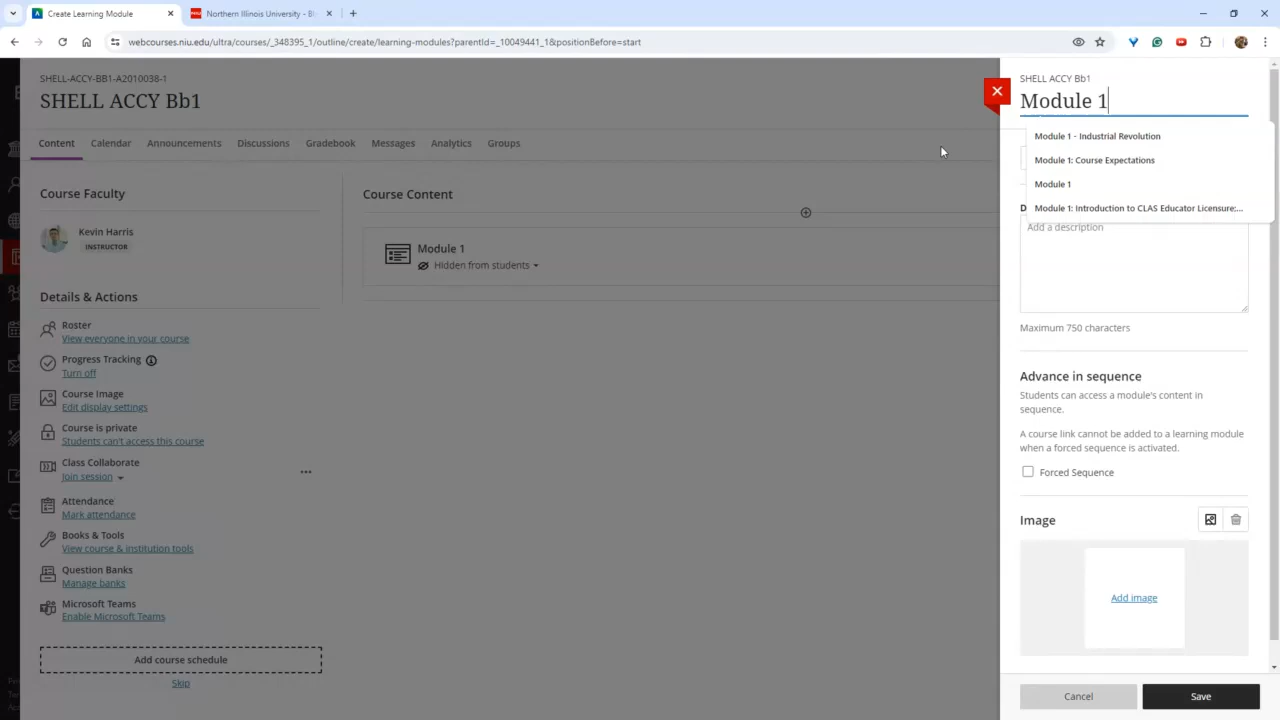 Create Learning Module
Northern Illinois University - Bl
webcourses.niu.edu/ultra/courses/_348395_1/outline/create/learning-modules?parentId=_10049441_1&positionBefore=start
SHELL-ACCY-BB1-A2010038-1
SHELL ACCY Bb1
Content
Calendar
Announcements
Discussions
Gradebook
Messages
Analytics
Groups
Course Faculty
Kevin Harris
INSTRUCTOR
Details & Actions
Roster
View everyone in your course
Progress Tracking
Turn off
Course Image
Edit display settings
Course is private
Students can't access this course
Class Collaborate
Join session
Attendance
Mark attendance
Books & Tools
View course & institution tools
Question Banks
Manage banks
Microsoft Teams
Enable Microsoft Teams
Add course schedule
Skip
Course Content
Module 1
Hidden from students
SHELL ACCY Bb1
Module 1
Module 1 - Industrial Revolution
Module 1: Course Expectations
Module 1
Module 1: Introduction to CLAS Educator Licensure:...
Add a description
Maximum 750 characters
Advance in sequence
Students can access a module's content in
sequence.
A course link cannot be added to a learning module
when a forced sequence is activated.
Forced Sequence
Image
Add image
Cancel
Save